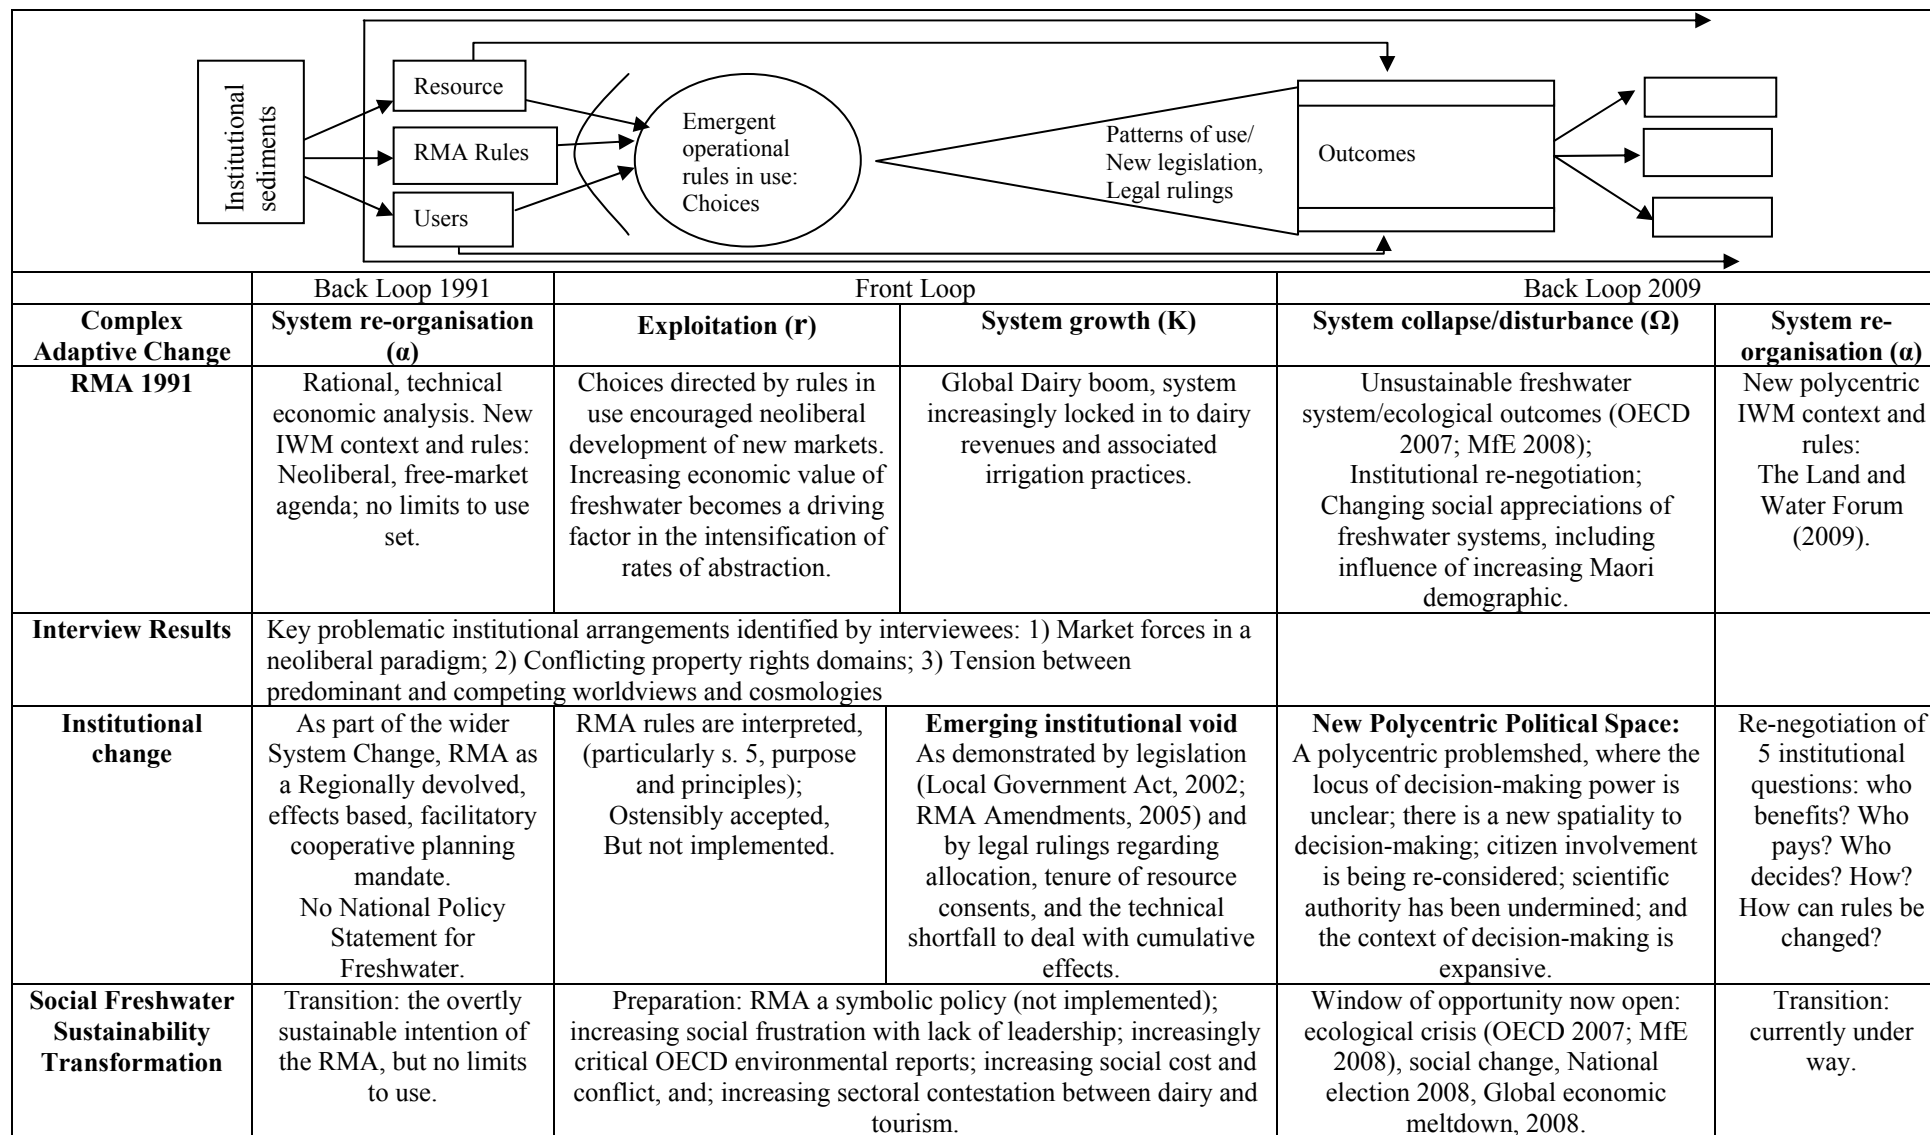 Institutional
sediments
Resource
RMA Rules
Users
Emergent
operational
rules in use:
Choices
Patterns of use/
New legislation,
Legal rulings
Outcomes
Back Loop 1991
Front Loop
Back Loop 2009
Complex
Adaptive Change
System re-organisation
(α)
Exploitation (r)
System growth (K)
System collapse/disturbance (Ω)
System re-
organisation (α)
RMA 1991
Rational, technical
economic analysis. New
IWM context and rules:
Neoliberal, free-market
agenda; no limits to use
set.
Choices directed by rules in
use encouraged neoliberal
development of new markets.
Increasing economic value of
freshwater becomes a driving
factor in the intensification of
rates of abstraction.
Global Dairy boom, system
increasingly locked in to dairy
revenues and associated
irrigation practices.
Unsustainable freshwater
system/ecological outcomes (OECD
2007; MfE 2008);
Institutional re-negotiation;
Changing social appreciations of
freshwater systems, including
influence of increasing Maori
demographic.
New polycentric
IWM context and
rules:
The Land and
Water Forum
(2009).
Interview Results
Key problematic institutional arrangements identified by interviewees: 1) Market forces in a
neoliberal paradigm; 2) Conflicting property rights domains; 3) Tension between
predominant and competing worldviews and cosmologies
Institutional
change
As part of the wider
System Change, RMA as
a Regionally devolved,
effects based, facilitatory
cooperative planning
mandate.
No National Policy
Statement for
Freshwater.
RMA rules are interpreted,
(particularly s. 5, purpose
and principles);
Ostensibly accepted,
But not implemented.
Emerging institutional void
As demonstrated by legislation
(Local Government Act, 2002;
RMA Amendments, 2005) and
by legal rulings regarding
allocation, tenure of resource
consents, and the technical
shortfall to deal with cumulative
effects.
New Polycentric Political Space:
A polycentric problemshed, where the
locus of decision-making power is
unclear; there is a new spatiality to
decision-making; citizen involvement
is being re-considered; scientific
authority has been undermined; and
the context of decision-making is
expansive.
Re-negotiation of
5 institutional
questions: who
benefits? Who
pays? Who
decides? How?
How can rules be
changed?
Social Freshwater
Sustainability
Transformation
Transition: the overtly
sustainable intention of
the RMA, but no limits
to use.
Preparation: RMA a symbolic policy (not implemented);
increasing social frustration with lack of leadership; increasingly
critical OECD environmental reports; increasing social cost and
conflict, and; increasing sectoral contestation between dairy and
tourism.
Window of opportunity now open:
ecological crisis (OECD 2007; MfE
2008), social change, National
election 2008, Global economic
meltdown, 2008.
Transition:
currently under
way.